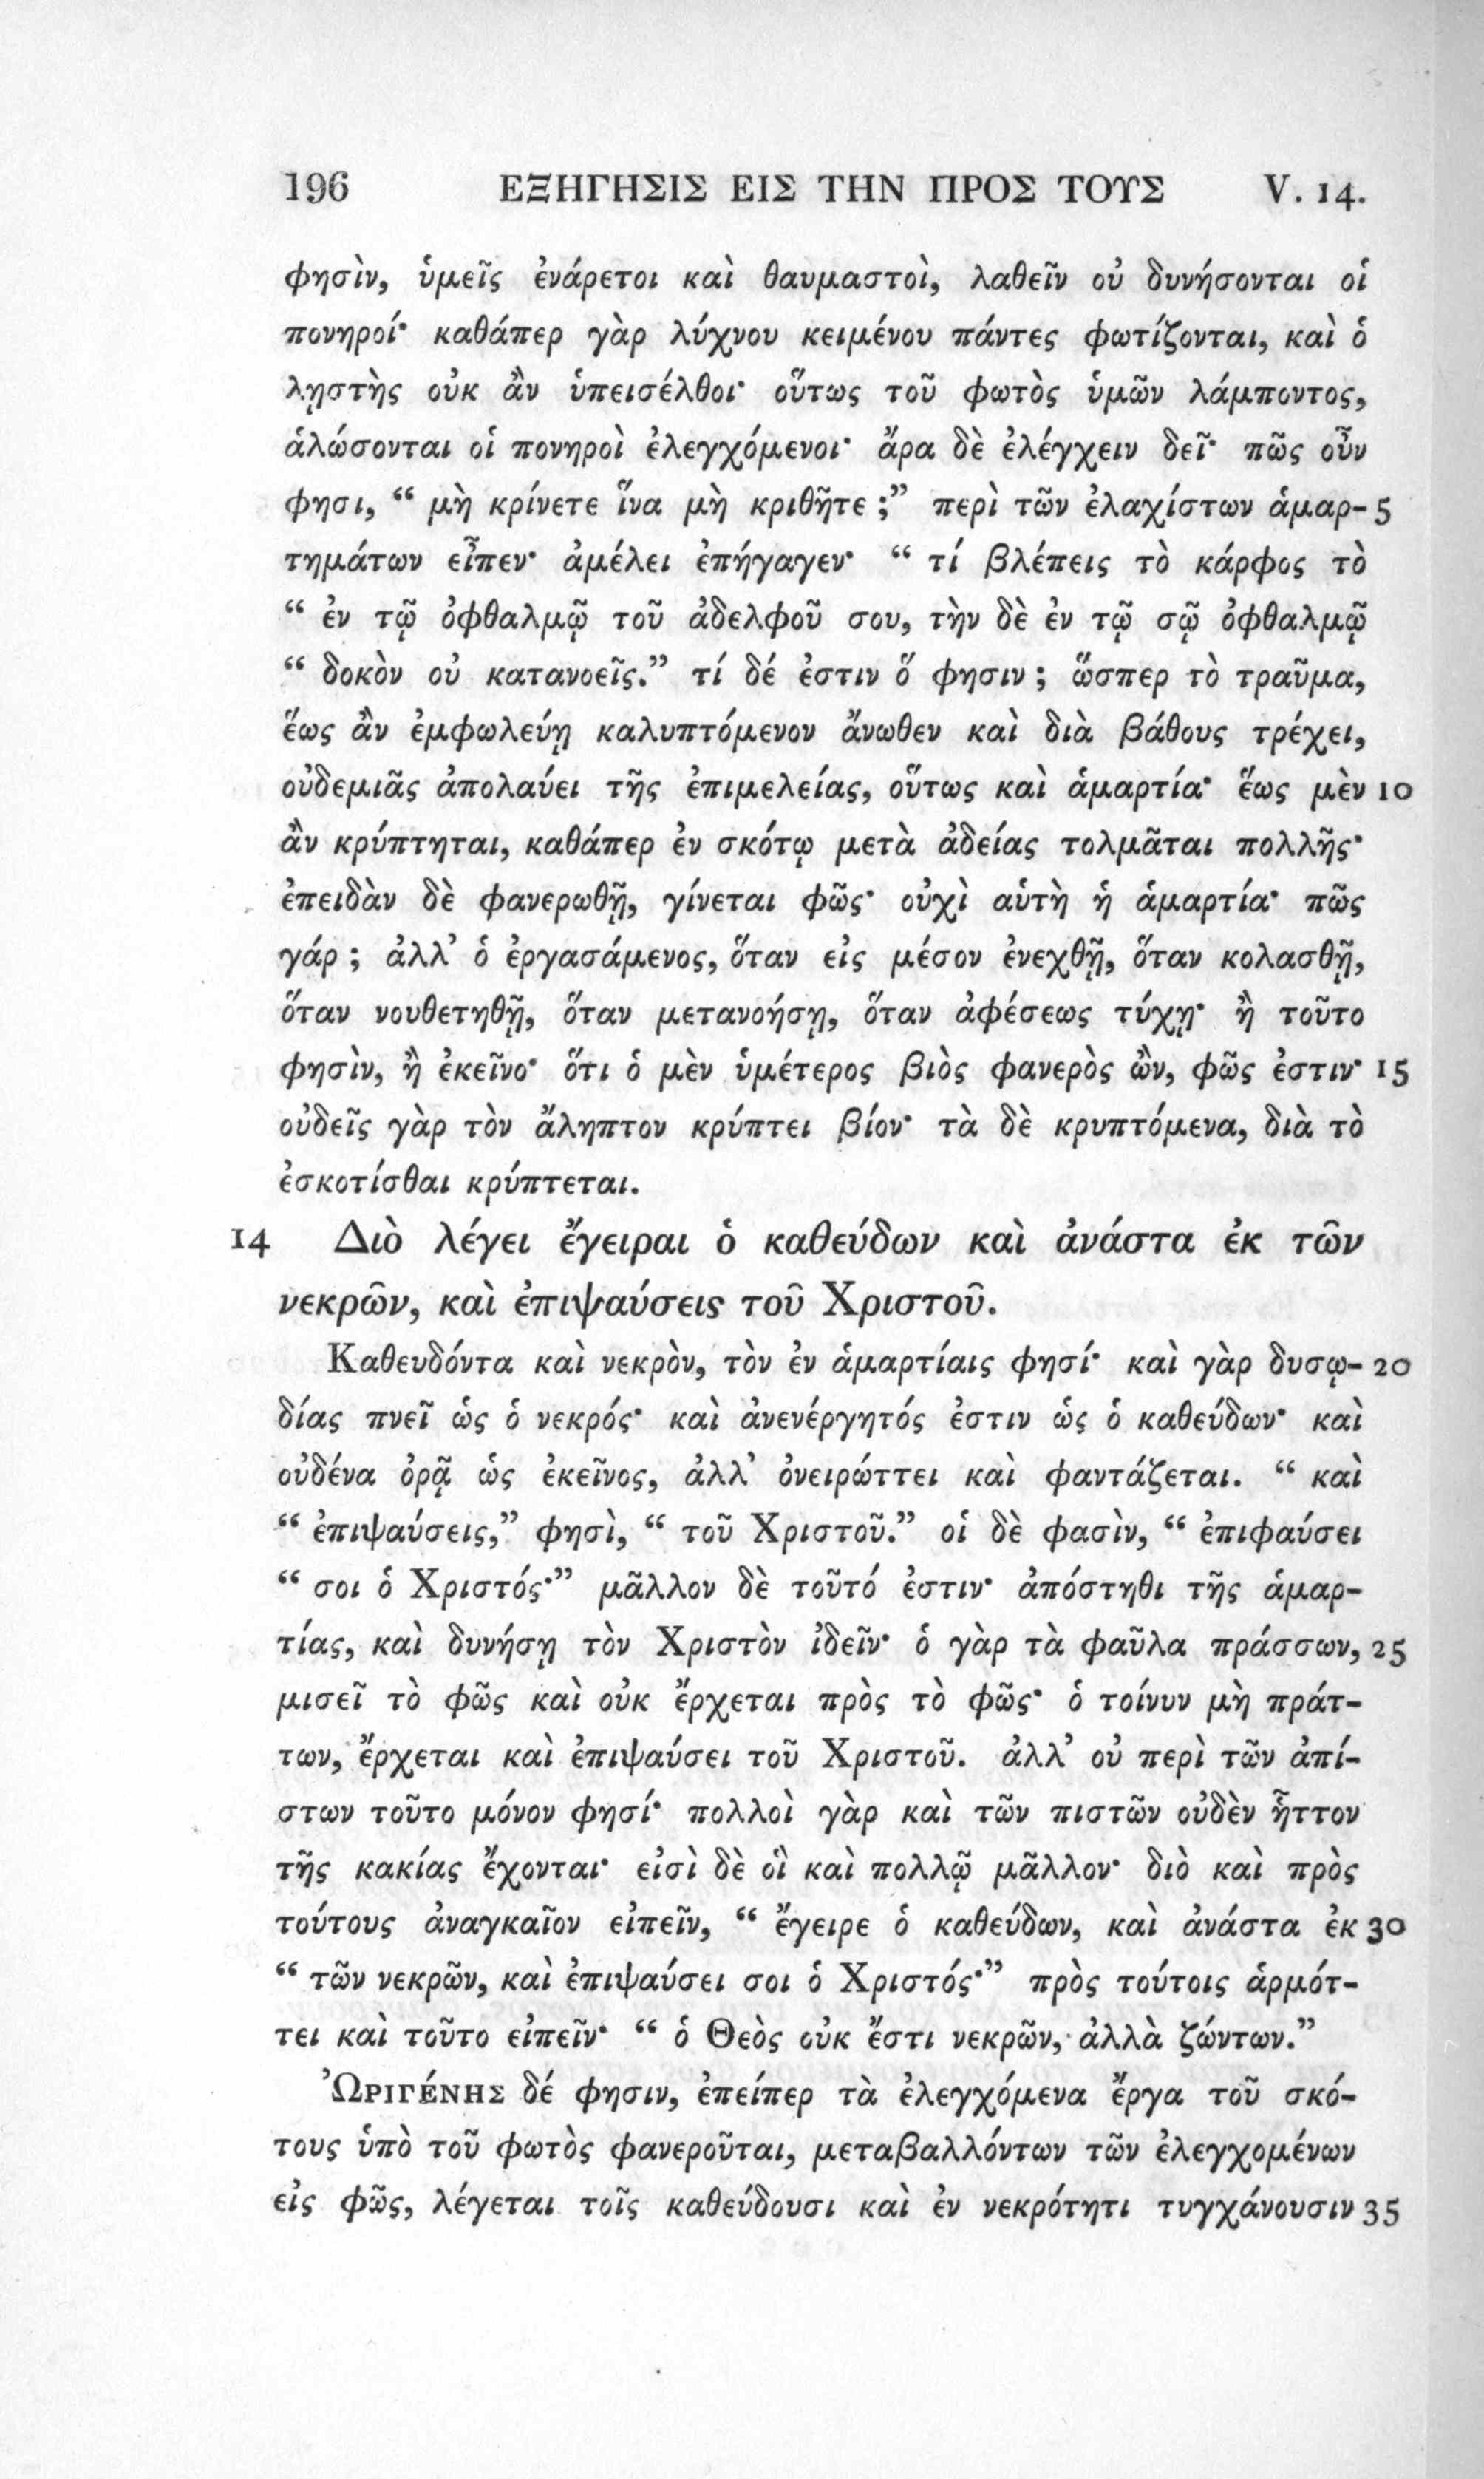 196 ΕΞΗΓΗΣΙΣ ΕΙΣ ΤΗΝ ΠΡΟΣ ΤΟΥΣ V. 14.
φησὶν, ὑμεῖς ἐνάρετοι καὶ θαυμαστοὶ, λαθεῖν οὐ δυνήσονται οἱ
πονηροί· καθάπερ γὰρ λύχνου κειμένου πάντες φωτίζονται, καὶ ὁ
λῃστὴς οὐκ ἂν ὑπεισέλθοι· οὕτως τοῦ φωτὸς ὑμῶν λάμποντος,
ἁλώσονται οἱ πονηροὶ ἐλεγχόμενοι· ἄρα δὲ ἐλέγχειν δεῖ· πῶς οὖν
φησι, “ μὴ κρίνετε ἵνα μὴ κριθῆτε ;” περὶ τῶν ἐλαχίστων ἁμαρ- 5
τημάτων εἶπεν· ἀμέλει ἐπήγαγεν· “ τί βλέπεις τὸ κάρφος τὸ
“ ἐν τῷ ὀφθαλμῷ τοῦ ἀδελφοῦ σου, τὴν δὲ ἐν τῷ σῷ ὀφθαλμῷ
“ δοκὸν οὐ κατανοεῖς.” τί δέ ἐστιν ὅ φησιν ; ὥσπερ τὸ τραῦμα,
ἕως ἂν ἐμφωλεύῃ καλυπτόμενον ἄνωθεν καὶ διὰ βάθους τρέχει,
οὐδεμιᾶς ἀπολαύει τῆς ἐπιμελείας, οὕτως καὶ ἁμαρτία· ἕως μὲν 10
ἂν κρύπτηται, καθάπερ ἐν σκότῳ μετὰ ἀδείας τολμᾶται πολλῆς·
ἐπειδὰν δὲ φανερωθῇ, γίνεται φῶς· οὐχὶ αὐτὴ ἡ ἁμαρτία· πῶς
γάρ ; ἀλλ’ ὁ ἐργασάμενος, ὅταν εἰς μέσον ἐνεχθῇ, ὅταν κολασθῇ,
ὅταν νουθετηθῇ, ὅταν μετανοήσῃ, ὅταν ἀφέσεως τύχῃ· ἢ τοῦτο
φησὶν, ἢ ἐκεῖνο· ὅτι ὁ μὲν ὑμέτερος βιὸς φανερὸς ὢν, φῶς ἐστιν· 15
οὐδεῖς γὰρ τὸν ἄληπτον κρύπτει βίον· τὰ δὲ κρυπτόμενα, διὰ τὸ
ἐσκοτίσθαι κρύπτεται.
14 Διὸ λέγει ἔγειραι ὁ καθεύδων καὶ ἀνάστα ἐκ τῶν
νεκρῶν, καὶ ἐπιψαύσεις τοῦ Χριστοῦ.
Καθευδόντα καὶ νεκρὸν, τὸν ἐν ἁμαρτίαις φησί· καὶ γὰρ δυσῳ- 20
δίας πνεῖ ὡς ὁ νεκρός· καὶ ἀνενέργητός ἐστιν ὡς ὁ καθεύδων· καὶ
οὐδένα ὁρᾷ ὡς ἐκεῖνος, ἀλλ’ ὀνειρώττει καὶ φαντάζεται. “ καὶ
“ ἐπιψαύσεις,” φησὶ, “ τοῦ Χριστοῦ.” οἱ δὲ φασὶν, “ ἐπιφαύσει
“ σοι ὁ Χριστός·” μᾶλλον δὲ τοῦτό ἐστιν· ἀπόστηθι τῆς ἁμαρ-
τίας, καὶ δυνήσῃ τὸν Χριστὸν ἰδεῖν· ὁ γὰρ τὰ φαῦλα πράσσων, 25
μισεῖ τὸ φῶς καὶ οὐκ ἔρχεται πρὸς τὸ φῶς· ὁ τοίνυν μὴ πράτ-
των, ἔρχεται καὶ ἐπιψαύσει τοῦ Χριστοῦ. ἀλλ’ οὐ περὶ τῶν ἀπί-
στων τοῦτο μόνον φησί· πολλοὶ γὰρ καὶ τῶν πιστῶν οὐδὲν ἧττον
τῆς κακίας ἔχονται· εἰσὶ δὲ οἳ καὶ πολλῷ μᾶλλον· διὸ καὶ πρὸς
τούτους ἀναγκαῖον εἰπεῖν, “ ἔγειρε ὁ καθεύδων, καὶ ἀνάστα ἐκ 30
“ τῶν νεκρῶν, καὶ ἐπιψαύσει σοι ὁ Χριστός·” πρὸς τούτοις ἁρμότ-
τει καὶ τοῦτο εἰπεῖν· “ ὁ Θεὸς οὐκ ἔστι νεκρῶν, ἀλλὰ ζώντων.”
ὨΡΙΓΈΝΗΣ δέ φησιν, ἐπείπερ τὰ ἐλεγχόμενα ἔργα τοῦ σκό-
τους ὑπὸ τοῦ φωτὸς φανεροῦται, μεταβαλλόντων τῶν ἐλεγχομένων
εἰς φῶς, λέγεται τοῖς καθεύδουσι καὶ ἐν νεκρότητι τυγχάνουσιν 35